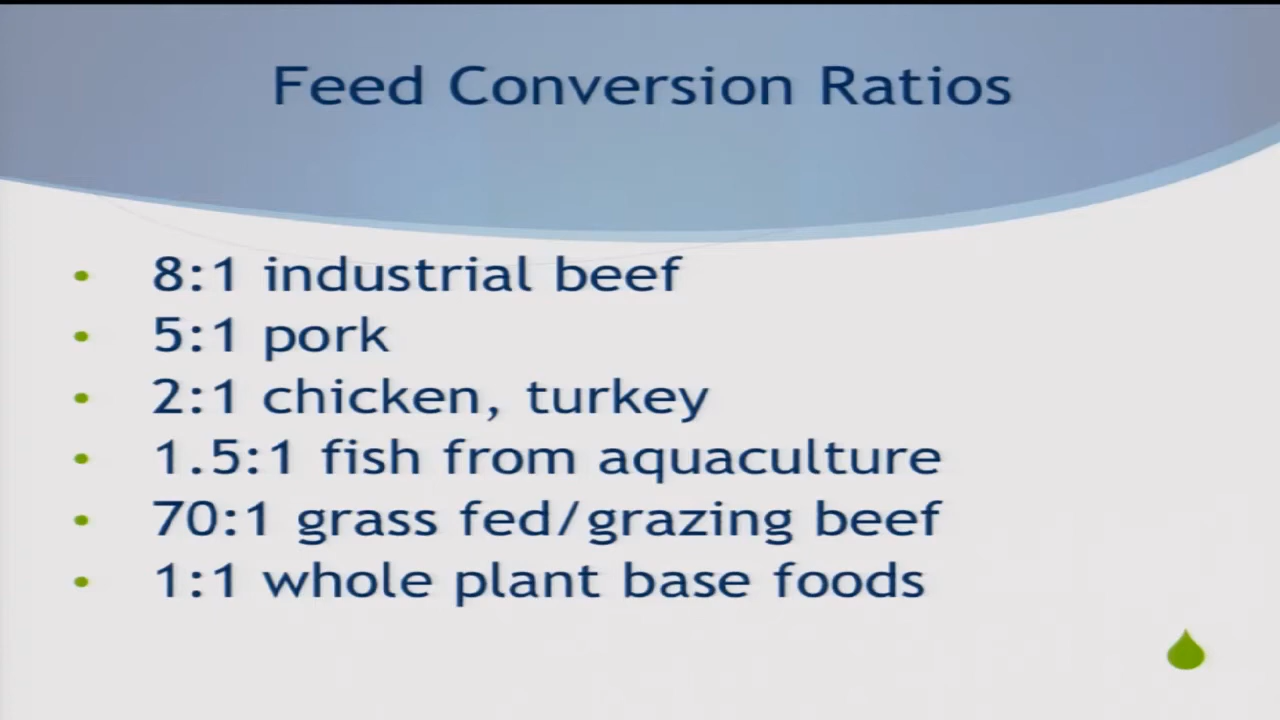 Feed Conversion Ratios
• 8:1 industrial beef
• 5:1 pork
• 2:1 chicken, turkey
• 1.5:1 fish from aquaculture
• 70:1 grass fed/grazing beef
• 1:1 whole plant base foods